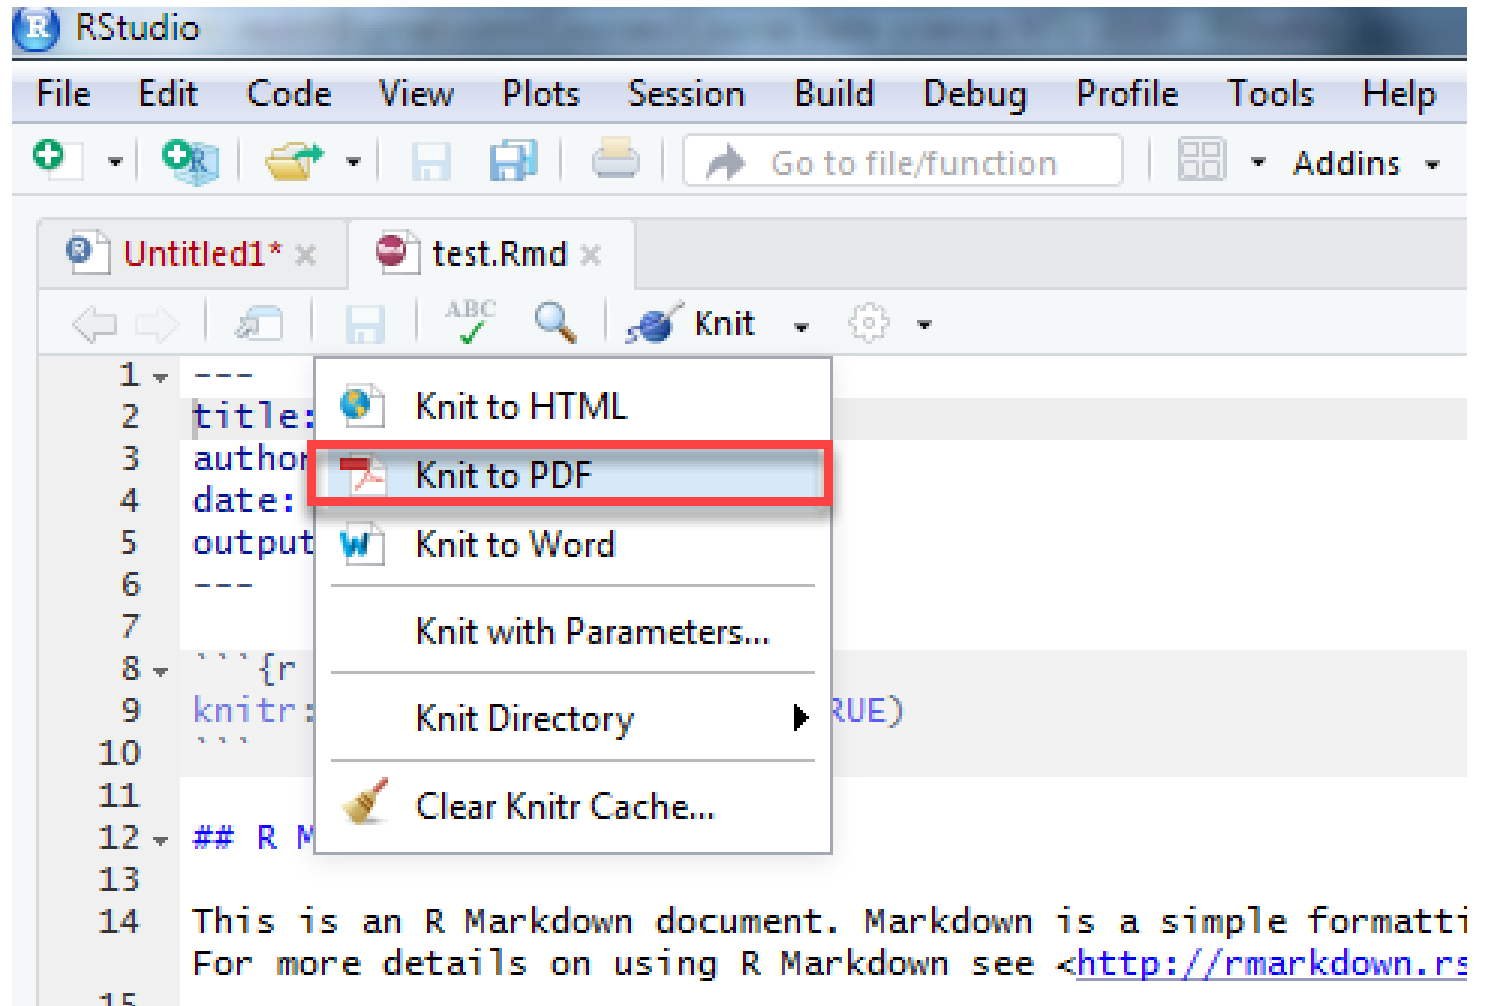 RStudio
File Edit Code View Plots Session Build Debug Profile Tools Help
Go to file/function Addins
Untitled1* test.Rmd
ABC Knit
1 ---
2 title:
Knit to HTML
3 author
Knit to PDF
4 date:
5 output
Knit to Word
6 ---
7
Knit with Parameters...
8 ```{r
9 knitr: RUE)
Knit Directory
10 ```
11
Clear Knitr Cache...
12 ## R M
13
14 This is an R Markdown document. Markdown is a simple formatti
For more details on using R Markdown see <http://rmarkdown.rs
15